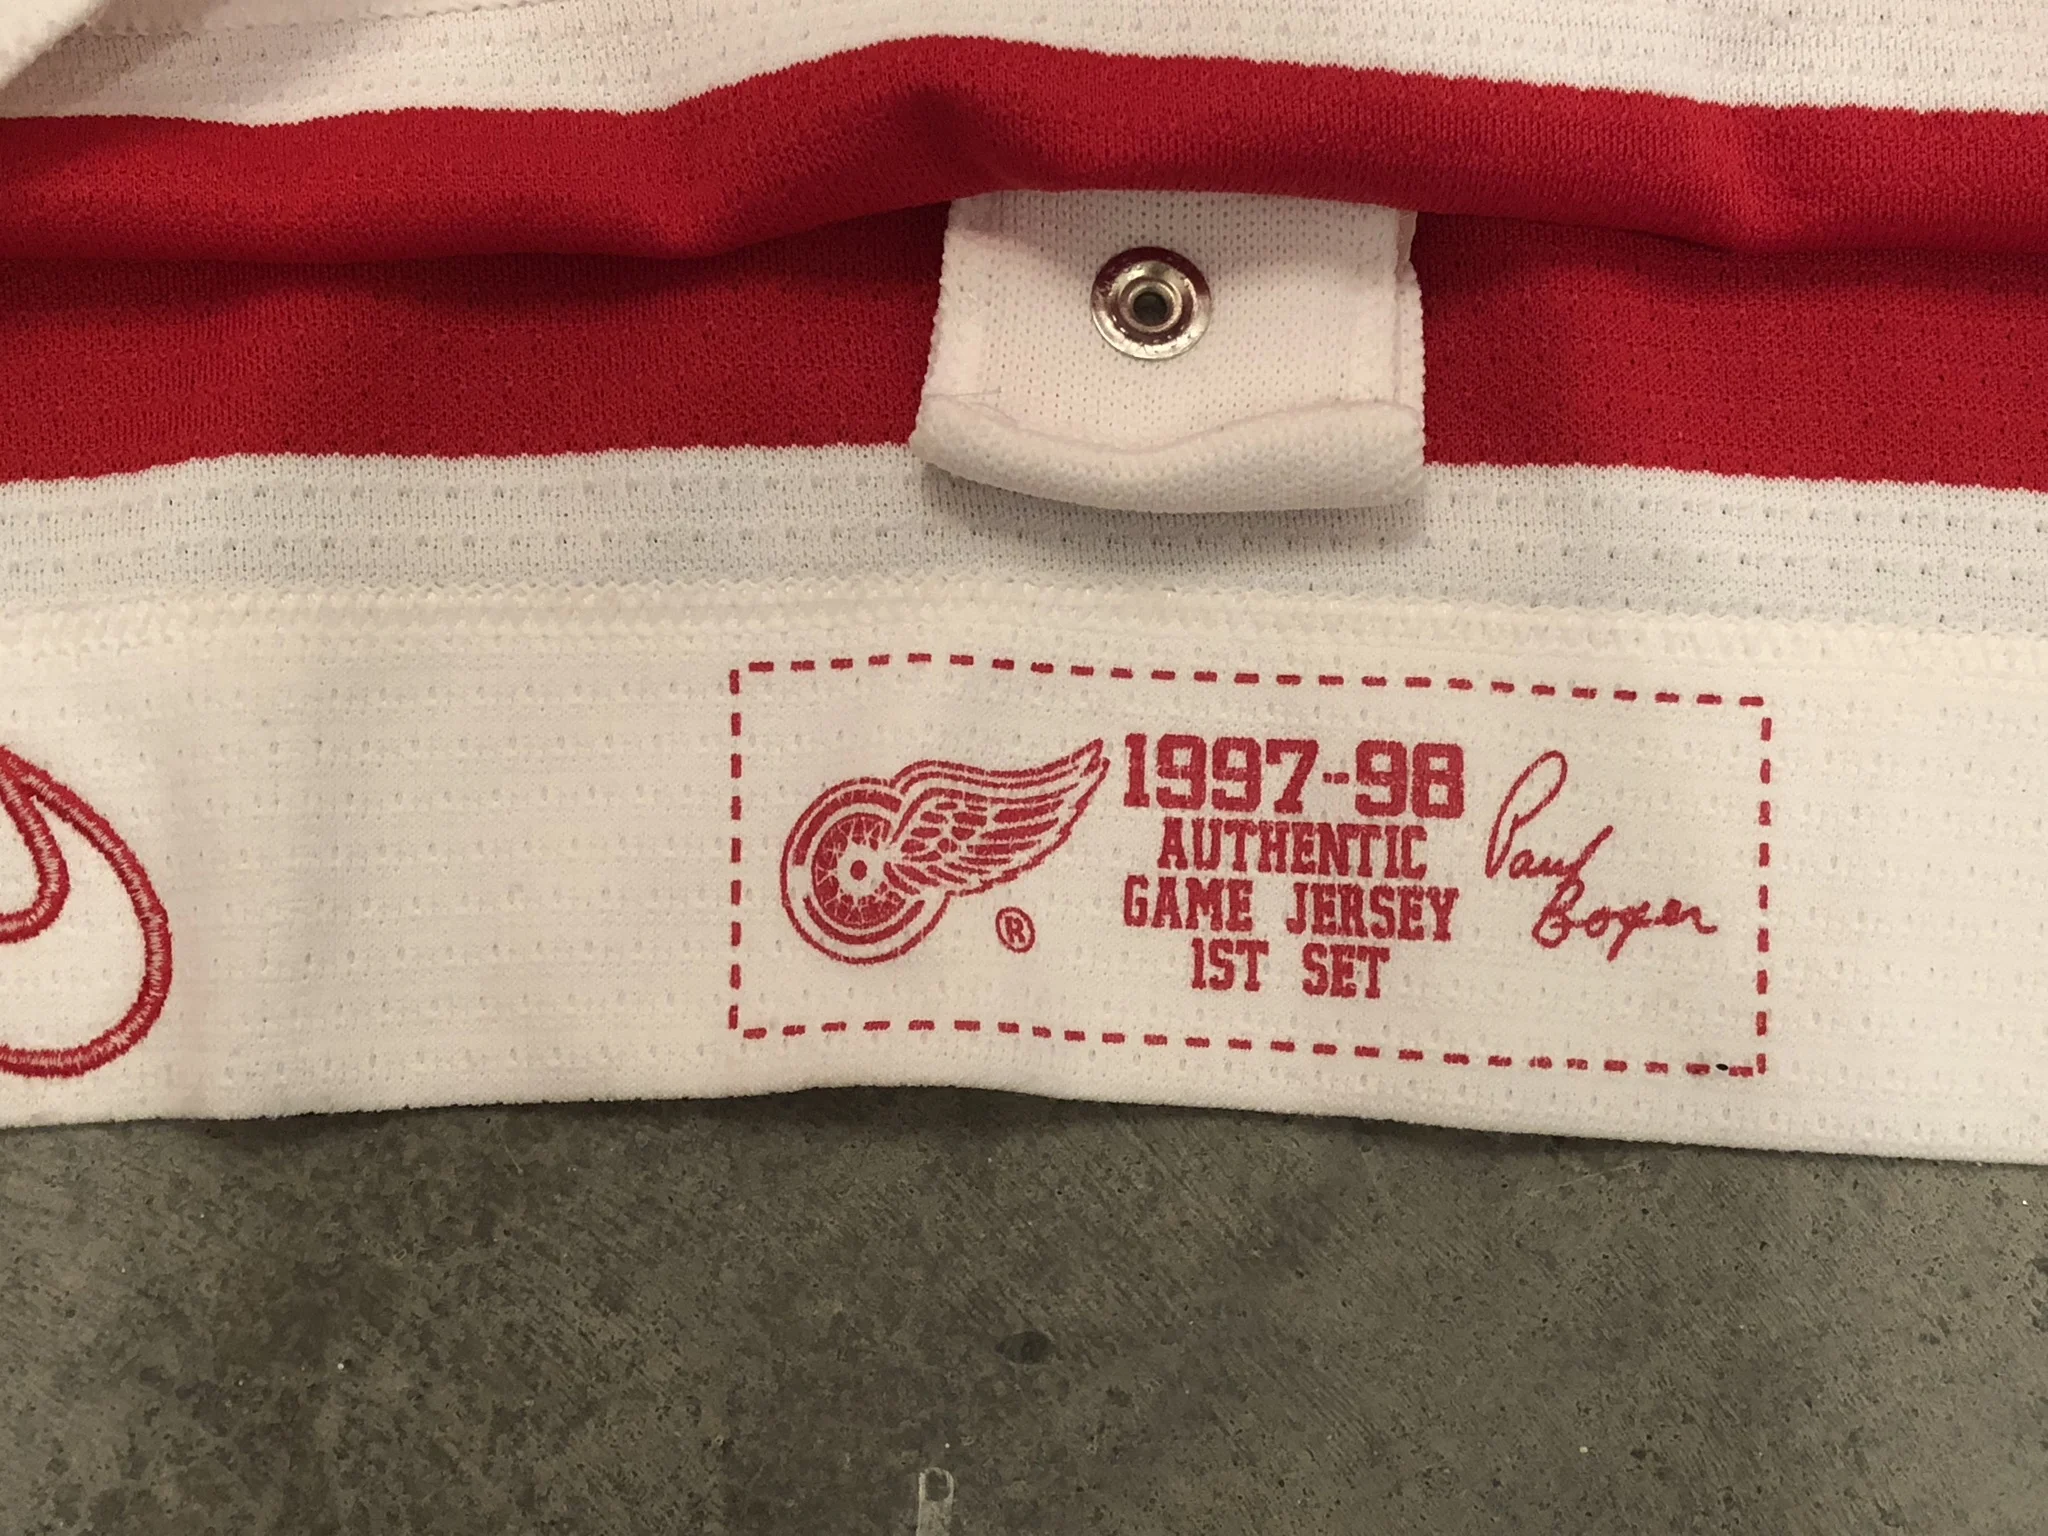 1997-98
AUTHENTIC
GAME JERSEY
1ST SET
Paul
Boyer
®